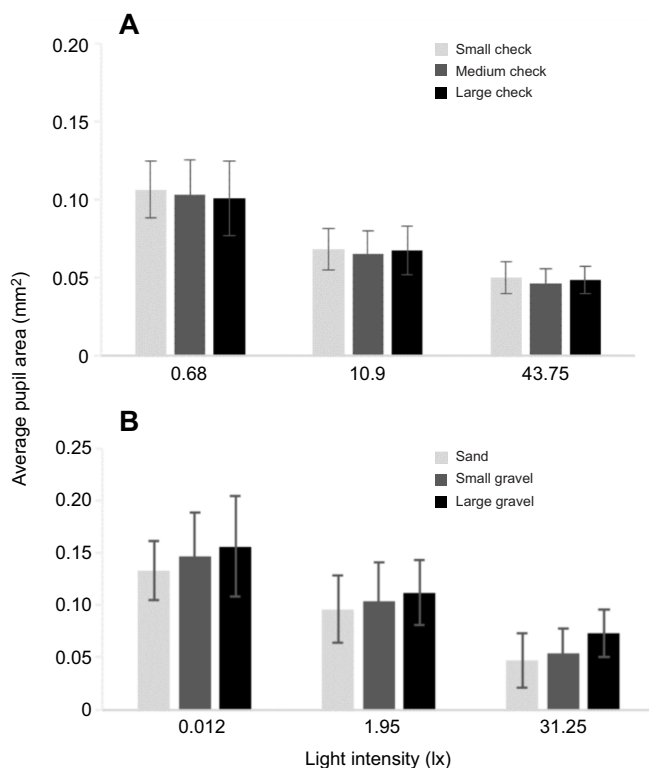 A
0.20
0.15
0.10
0.05
0
Small check
Medium check
Large check
0.68 10.9 43.75
Average pupil area (mm²)
B
0.25
0.20
0.15
0.10
0.05
0
Sand
Small gravel
Large gravel
0.012 1.95 31.25
Light intensity (lx)